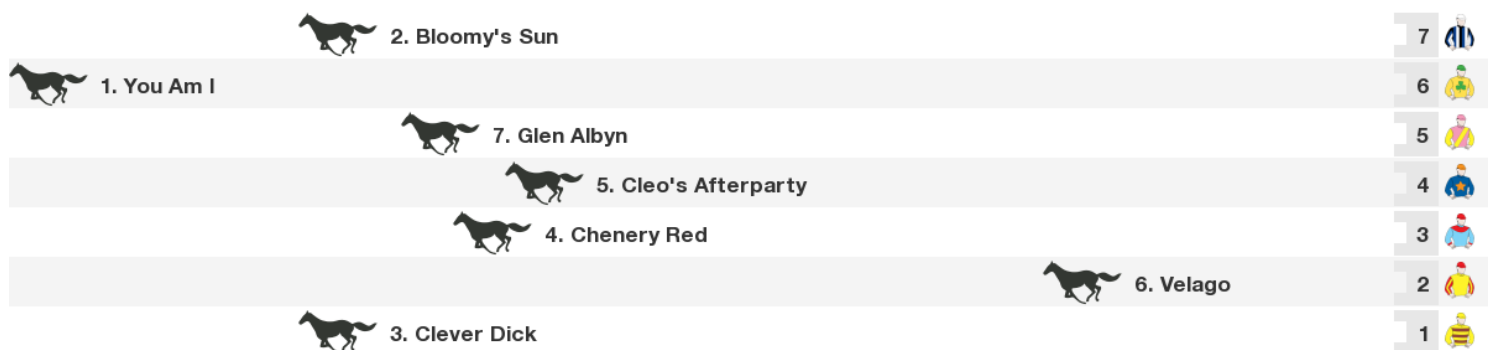 2. Bloomy's Sun 7
1. You Am I 6
7. Glen Albyn 5
5. Cleo's Afterparty 4
4. Chenery Red 3
6. Velago 2
3. Clever Dick 1